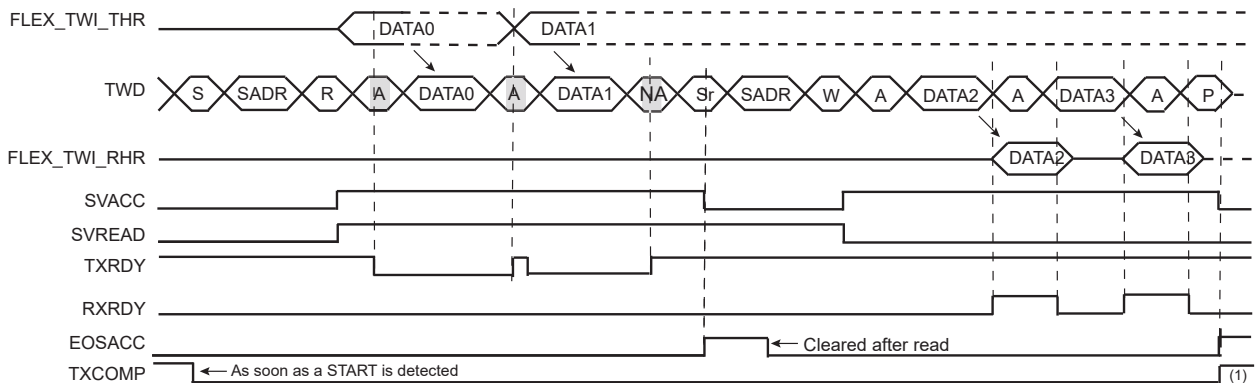 FLEX_TWI_THR DATA0 DATA1
TWD S SADR R A DATA0 A DATA1 NA Sr SADR W A DATA2 A DATA3 A P
FLEX_TWI_RHR DATA2 DATA3
SVACC
SVREAD
TXRDY
RXRDY
EOSACC Cleared after read
TXCOMP As soon as a START is detected (1)